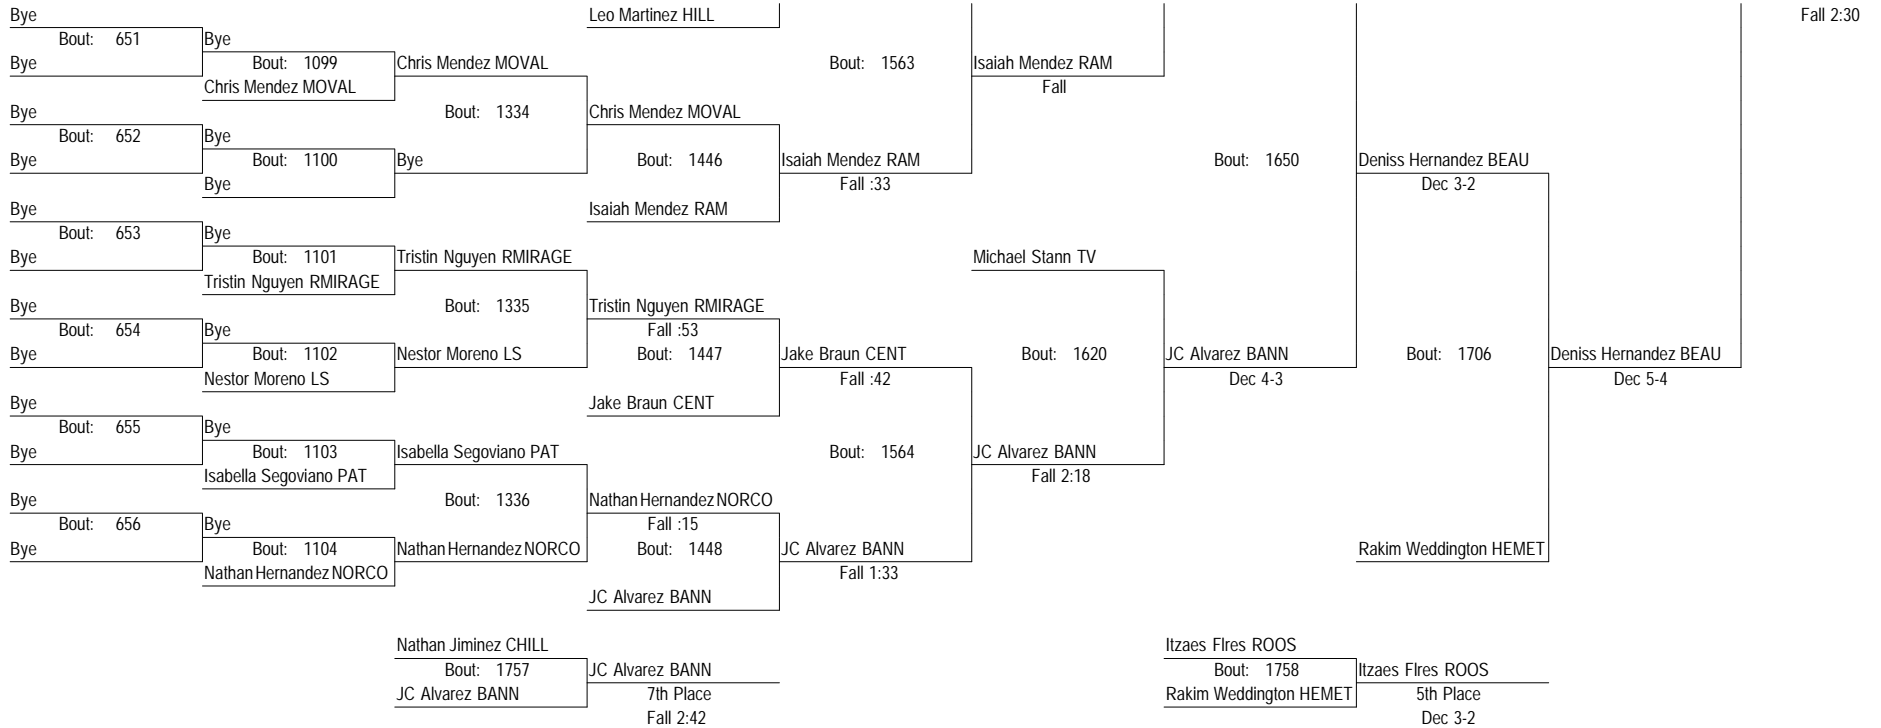 Bye Leo Martinez HILL Fall 2:30
Bout: 651 Bye
Bye Bout: 1099 Chris Mendez MOVAL Bout: 1563 Isaiah Mendez RAM
Chris Mendez MOVAL Fall
Bye Bout: 1334 Chris Mendez MOVAL
Bout: 652 Bye
Bye Bout: 1100 Bye Bout: 1446 Isaiah Mendez RAM Bout: 1650 Deniss Hernandez BEAU
Bye Fall :33 Dec 3-2
Bye Isaiah Mendez RAM
Bout: 653 Bye
Bye Bout: 1101 Tristin Nguyen RMIRAGE Michael Stann TV
Tristin Nguyen RMIRAGE
Bye Bout: 1335 Tristin Nguyen RMIRAGE
Bout: 654 Bye Fall :53
Bye Bout: 1102 Nestor Moreno LS Bout: 1447 Jake Braun CENT Bout: 1620 JC Alvarez BANN Bout: 1706 Deniss Hernandez BEAU
Nestor Moreno LS Fall :42 Dec 4-3 Dec 5-4
Bye Jake Braun CENT
Bout: 655 Bye
Bye Bout: 1103 Isabella Segoviano PAT Bout: 1564 JC Alvarez BANN
Isabella Segoviano PAT Fall 2:18
Bye Bout: 1336 Nathan Hernandez NORCO
Bout: 656 Bye Fall :15
Bye Bout: 1104 Nathan Hernandez NORCO Bout: 1448 JC Alvarez BANN Rakim Weddington HEMET
Nathan Hernandez NORCO Fall 1:33
JC Alvarez BANN
Nathan Jiminez CHILL Itzaes Flres ROOS
Bout: 1757 JC Alvarez BANN Bout: 1758 Itzaes Flres ROOS
JC Alvarez BANN 7th Place Rakim Weddington HEMET 5th Place
Fall 2:42 Dec 3-2